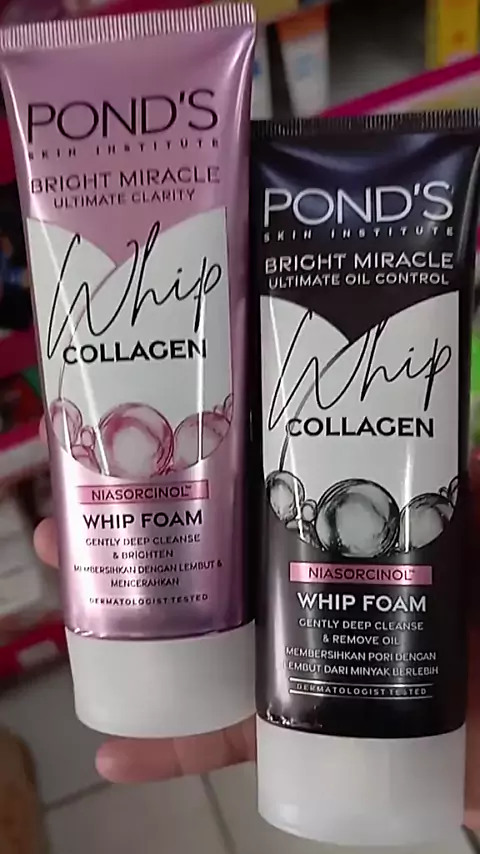 POND'S
SKIN INSTITUTE
BRIGHT MIRACLE
ULTIMATE CLARITY
Whip
COLLAGEN
NIASORCINOL™
WHIP FOAM
GENTLY DEEP CLEANSE
& BRIGHTEN
MEMBERSIHKAN DENGAN LEMBUT &
MENCERAHKAN
DERMATOLOGIST TESTED
POND'S
SKIN INSTITUTE
BRIGHT MIRACLE
ULTIMATE OIL CONTROL
Whip
COLLAGEN
NIASORCINOL™
WHIP FOAM
GENTLY DEEP CLEANSE
& REMOVE OIL
MEMBERSIHKAN PORI DENGAN
LEMBUT DARI MINYAK BERLEBIH
DERMATOLOGIST TESTED